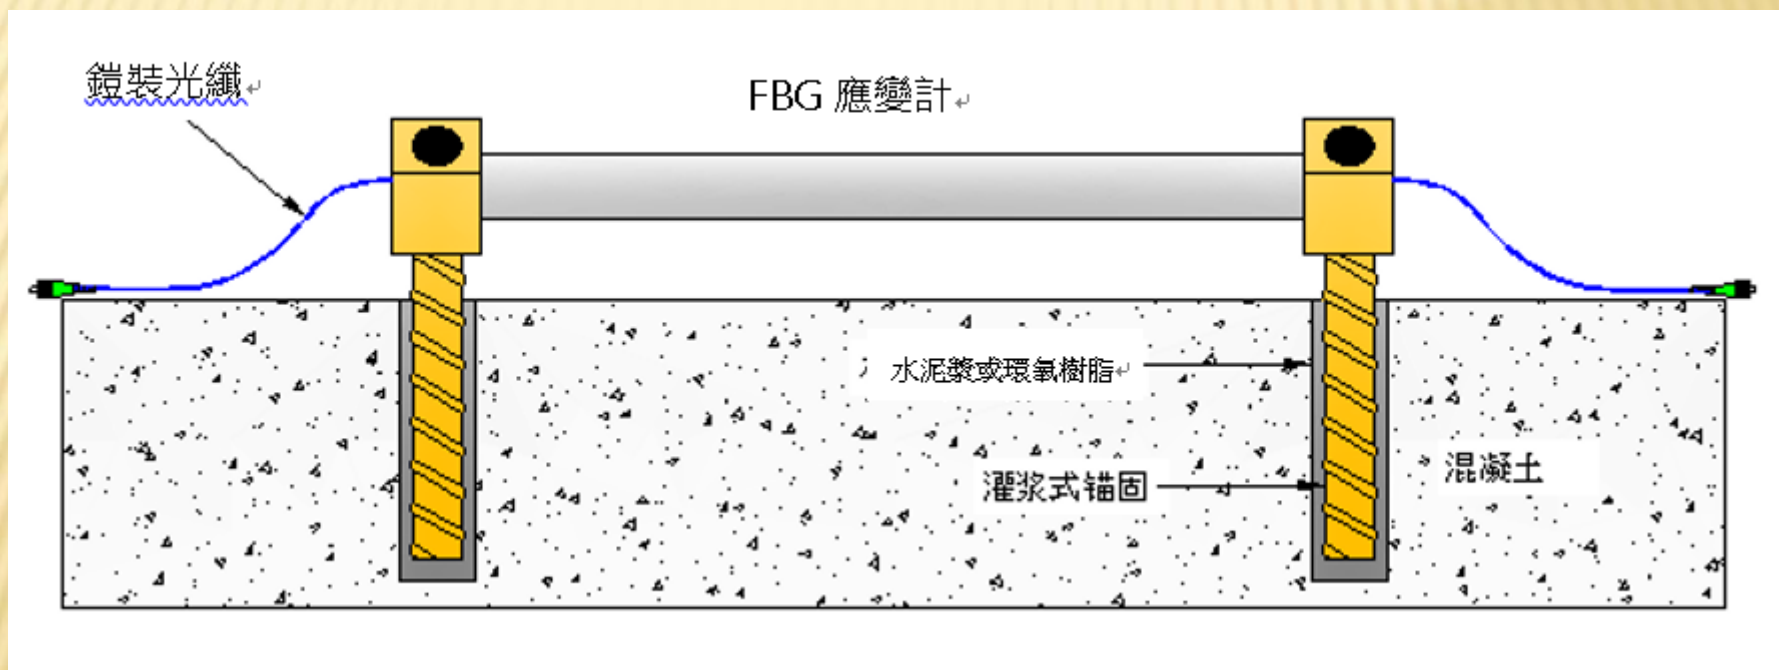 鎧裝光纖
FBG 應變計
水泥漿或環氧樹脂
灌浆式锚固
混凝土